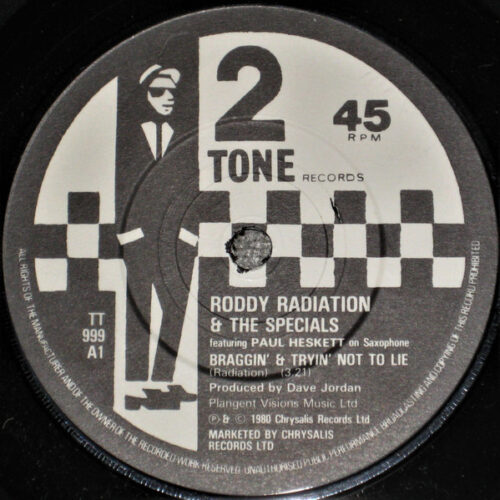 2
TONE RECORDS
45
RPM
TT
999
A1
RODDY RADIATION
& THE SPECIALS
featuring PAUL HESKETT on Saxophone
BRAGGIN' & TRYIN' NOT TO LIE
(Radiation) (3.21)
Produced by Dave Jordan
Plangent Visions Music Ltd
℗ & © 1980 Chrysalis Records Ltd
MARKETED BY CHRYSALIS
RECORDS LTD
ALL RIGHTS OF THE MANUFACTURER AND OF THE OWNER OF THE RECORDED WORK RESERVED. UNAUTHORISED PUBLIC PERFORMANCE, BROADCASTING AND COPYING OF THIS RECORD PROHIBITED